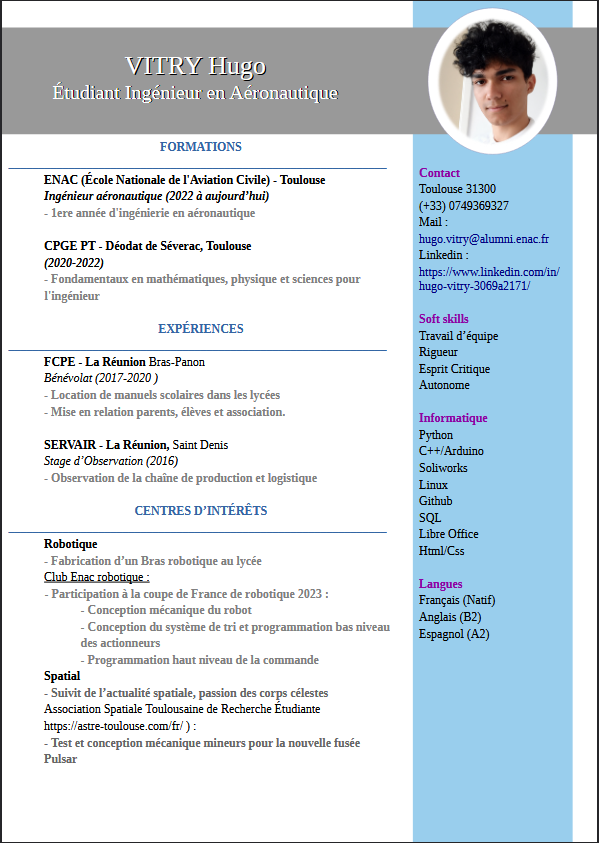 VITRY Hugo
Étudiant Ingénieur en Aéronautique
FORMATIONS
ENAC (École Nationale de l'Aviation Civile) - Toulouse
Ingénieur aéronautique (2022 à aujourd'hui)
- 1ere année d'ingénierie en aéronautique
CPGE PT - Déodat de Séverac, Toulouse
(2020-2022)
- Fondamentaux en mathématiques, physique et sciences pour
l'ingénieur
EXPÉRIENCES
FCPE - La Réunion Bras-Panon
Bénévolat (2017-2020 )
- Location de manuels scolaires dans les lycées
- Mise en relation parents, élèves et association.
SERVAIR - La Réunion, Saint Denis
Stage d'Observation (2016)
- Observation de la chaîne de production et logistique
CENTRES D'INTÉRÊTS
Robotique
- Fabrication d'un Bras robotique au lycée
Club Enac robotique :
- Participation à la coupe de France de robotique 2023 :
- Conception mécanique du robot
- Conception du système de tri et programmation bas niveau
des actionneurs
- Programmation haut niveau de la commande
Spatial
- Suivit de l'actualité spatiale, passion des corps célestes
Association Spatiale Toulousaine de Recherche Étudiante
https://astre-toulouse.com/fr/ ) :
- Test et conception mécanique mineurs pour la nouvelle fusée
Pulsar
Contact
Toulouse 31300
(+33) 0749369327
Mail :
hugo.vitry@alumni.enac.fr
Linkedin :
https://www.linkedin.com/in/
hugo-vitry-3069a2171/
Soft skills
Travail d'équipe
Rigueur
Esprit Critique
Autonome
Informatique
Python
C++/Arduino
Soliworks
Linux
Github
SQL
Libre Office
Html/Css
Langues
Français (Natif)
Anglais (B2)
Espagnol (A2)